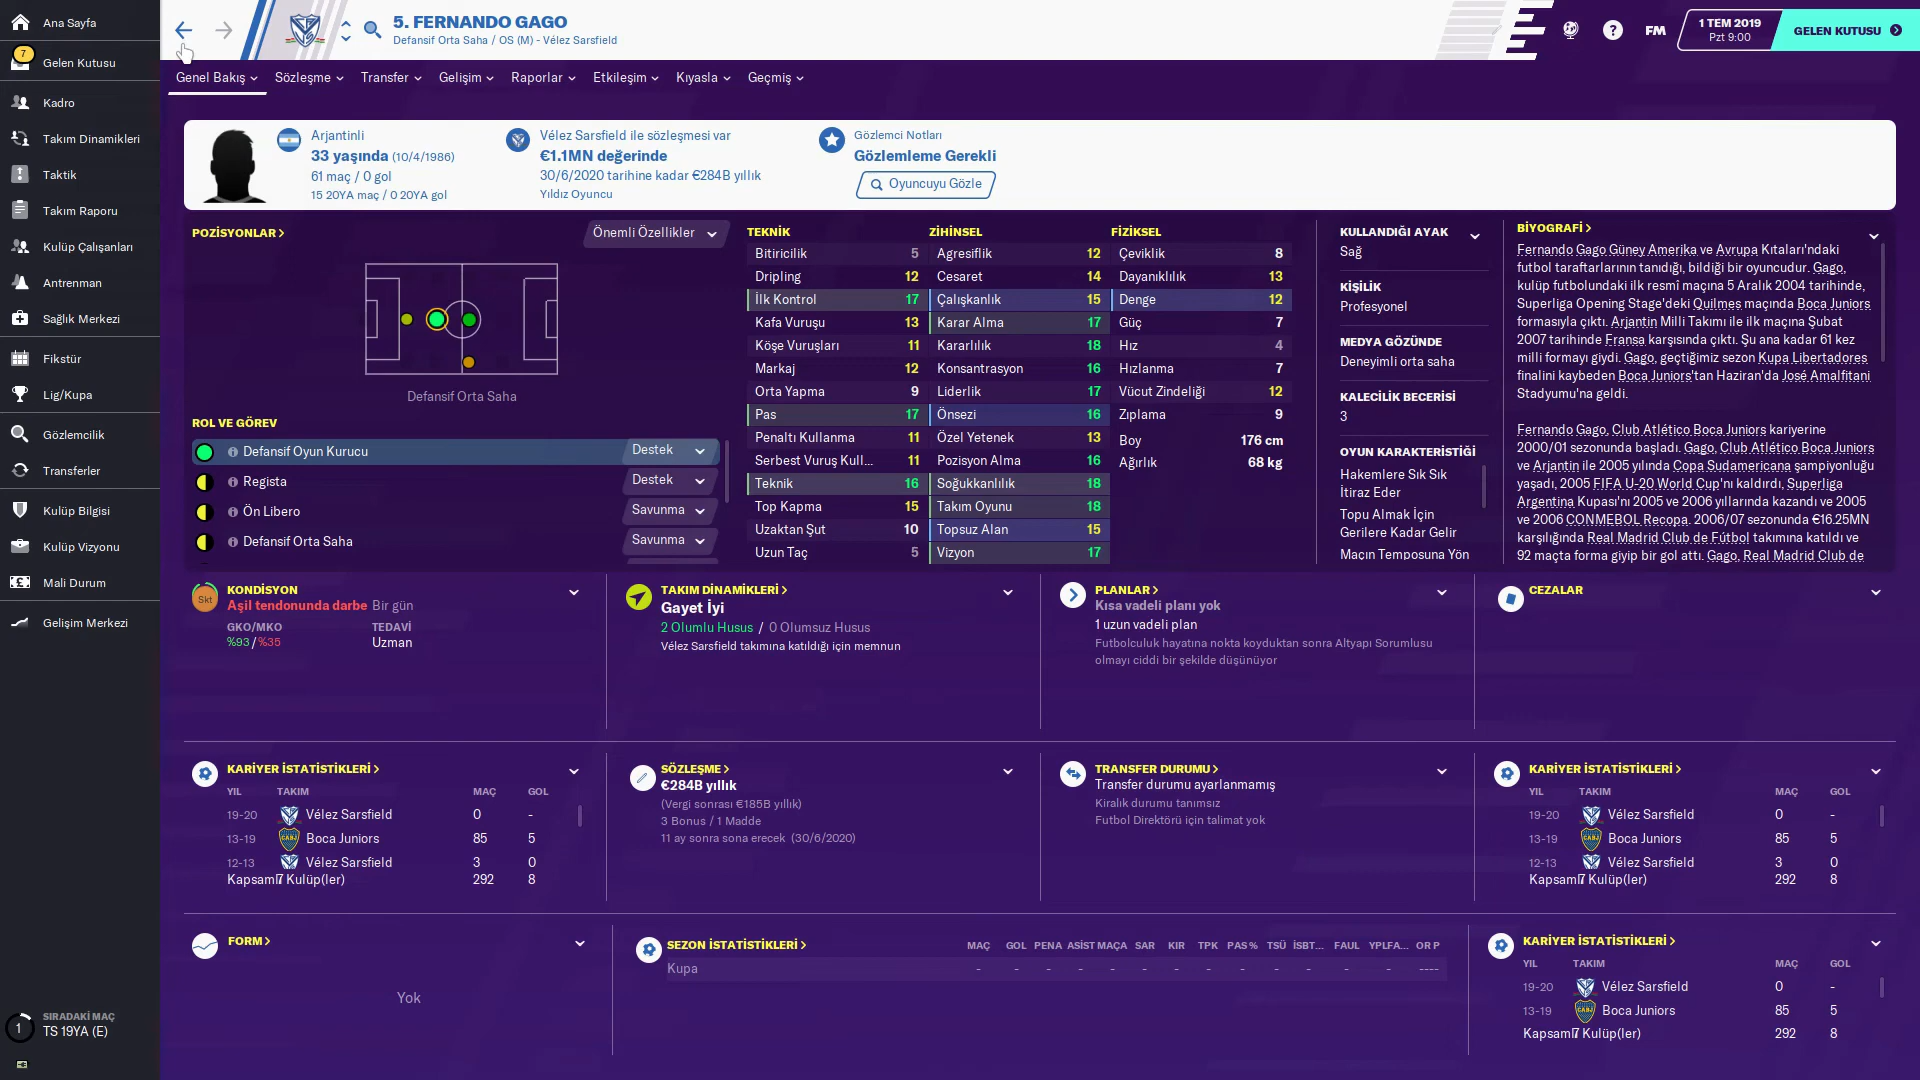 5. FERNANDO GAGO
Defansif Orta Saha / OS (M) - Vélez Sarsfield
FM
1 TEM 2019
Pzt 9:00
GELEN KUTUSU
Ana Sayfa
7
Gelen Kutusu
Kadro
Takım Dinamikleri
Taktik
Takım Raporu
Kulüp Çalışanları
Antrenman
Sağlık Merkezi
Fikstür
Lig/Kupa
Gözlemcilik
Transferler
Kulüp Bilgisi
Kulüp Vizyonu
Mali Durum
Gelişim Merkezi
1
SIRADAKİ MAÇ
TS 19YA (E)
Genel Bakış Sözleşme Transfer Gelişim Raporlar Etkileşim Kıyasla Geçmiş
Arjantinli
33 yaşında (10/4/1986)
61 maç / 0 gol
15 20YA maç / 0 20YA gol
Vélez Sarsfield ile sözleşmesi var
€1.1MN değerinde
30/6/2020 tarihine kadar €284B yıllık
Yıldız Oyuncu
Gözlemci Notları
Gözlemleme Gerekli
Oyuncuyu Gözle
POZİSYONLAR
Önemli Özellikler
Defansif Orta Saha
ROL VE GÖREV
Defansif Oyun Kurucu Destek
Regista Destek
Ön Libero Savunma
Defansif Orta Saha Savunma
TEKNİK
Bitiricilik 5
Dripling 12
İlk Kontrol 17
Kafa Vuruşu 13
Köşe Vuruşları 11
Markaj 12
Orta Yapma 9
Pas 17
Penaltı Kullanma 11
Serbest Vuruş Kull... 11
Teknik 16
Top Kapma 15
Uzaktan Şut 10
Uzun Taç 5
ZİHİNSEL
Agresiflik 12
Cesaret 14
Çalışkanlık 15
Karar Alma 17
Kararlılık 18
Konsantrasyon 16
Liderlik 17
Önsezi 16
Özel Yetenek 13
Pozisyon Alma 16
Soğukkanlılık 18
Takım Oyunu 18
Topsuz Alan 15
Vizyon 17
FİZİKSEL
Çeviklik 8
Dayanıklılık 13
Denge 12
Güç 7
Hız 4
Hızlanma 7
Vücut Zindeliği 12
Zıplama 9
Boy 176 cm
Ağırlık 68 kg
KULLANDIĞI AYAK
Sağ
KİŞİLİK
Profesyonel
MEDYA GÖZÜNDE
Deneyimli orta saha
KALECİLİK BECERİSİ
3
OYUN KARAKTERİSTİĞİ
Hakemlere Sık Sık
İtiraz Eder
Topu Almak İçin
Gerilere Kadar Gelir
Maçın Temposuna Yön
BİYOGRAFİ
Fernando Gago Güney Amerika ve Avrupa Kıtaları'ndaki
futbol taraftarlarının tanıdığı, bildiği bir oyuncudur. Gago,
kulüp futbolundaki ilk resmî maçına 5 Aralık 2004 tarihinde,
Superliga Opening Stage'deki Quilmes maçında Boca Juniors
formasıyla çıktı. Arjantin Milli Takımı ile ilk maçına Şubat
2007 tarihinde Fransa karşısında çıktı. Şu ana kadar 61 kez
milli formayı giydi. Gago, geçtiğimiz sezon Kupa Libertadores
finalini kaybeden Boca Juniors'tan Haziran'da José Amalfitani
Stadyumu'na geldi.
Fernando Gago, Club Atlético Boca Juniors kariyerine
2000/01 sezonunda başladı. Gago, Club Atlético Boca Juniors
ve Arjantin ile 2005 yılında Copa Sudamericana şampiyonluğu
yaşadı, 2005 FIFA U-20 World Cup'nı kaldırdı, Superliga
Argentina Kupası'nı 2005 ve 2006 yıllarında kazandı ve 2005
ve 2006 CONMEBOL Recopa. 2006/07 sezonunda €16.25MN
karşılığında Real Madrid Club de Fútbol takımına katıldı ve
92 maçta forma giyip bir gol attı. Gago, Real Madrid Club de
Skt
KONDİSYON
Aşil tendonunda darbe Bir gün
GKO/MKO TEDAVİ
%93/%35 Uzman
TAKIM DİNAMİKLERİ
Gayet İyi
2 Olumlu Husus / 0 Olumsuz Husus
Vélez Sarsfield takımına katıldığı için memnun
PLANLAR
Kısa vadeli planı yok
1 uzun vadeli plan
Futbolculuk hayatına nokta koyduktan sonra Altyapı Sorumlusu
olmayı ciddi bir şekilde düşünüyor
CEZALAR
KARİYER İSTATİSTİKLERİ
YIL TAKIM MAÇ GOL
19-20 Vélez Sarsfield 0 -
13-19 Boca Juniors 85 5
12-13 Vélez Sarsfield 3 0
Kapsamlı 7 Kulüp(ler) 292 8
SÖZLEŞME
€284B yıllık
(Vergi sonrası €185B yıllık)
3 Bonus / 1 Madde
11 ay sonra sona erecek (30/6/2020)
TRANSFER DURUMU
Transfer durumu ayarlanmamış
Kiralık durumu tanımsız
Futbol Direktörü için talimat yok
KARİYER İSTATİSTİKLERİ
YIL TAKIM MAÇ GOL
19-20 Vélez Sarsfield 0 -
13-19 Boca Juniors 85 5
12-13 Vélez Sarsfield 3 0
Kapsamlı 7 Kulüp(ler) 292 8
FORM
Yok
SEZON İSTATİSTİKLERİ MAÇ GOL PENA ASİST MAÇA SAR KIR TPK PAS % TSÜ İSBT... FAUL YPLFA... OR P
Kupa - - - - - - - - - - - - - ----
KARİYER İSTATİSTİKLERİ
YIL TAKIM MAÇ GOL
19-20 Vélez Sarsfield 0 -
13-19 Boca Juniors 85 5
Kapsamlı 7 Kulüp(ler) 292 8